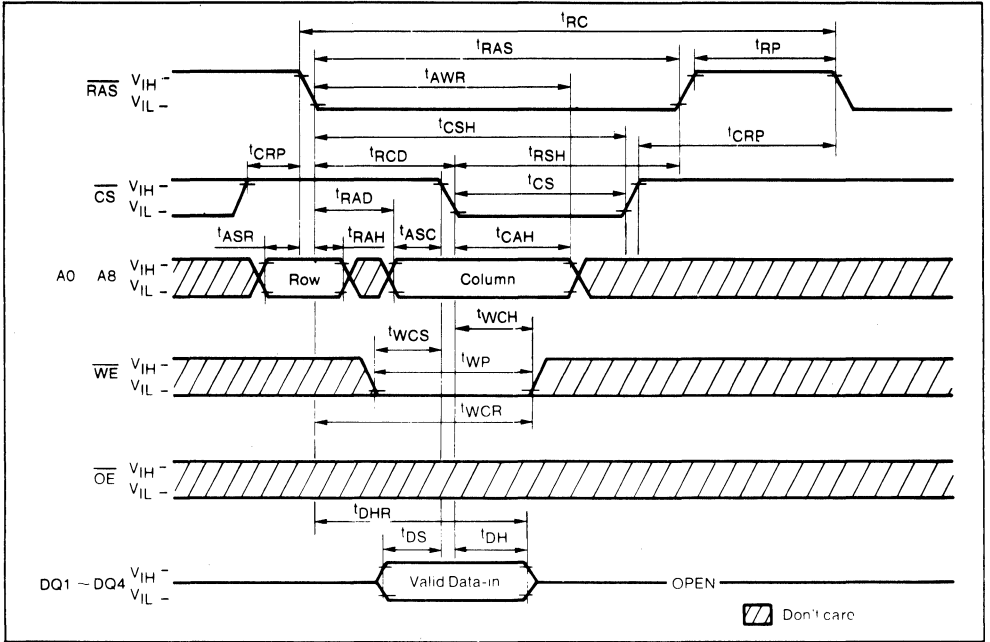 tRC
tRAS
tRP
tAWR
RAS VIH
VIL
tCSH
tCRP
tCRP
tRCD
tRSH
CS VIH
VIL
tCS
tRAD
tASR
tRAH
tASC
tCAH
A0 A8 VIH
VIL
Row
Column
tWCH
tWCS
tWP
WE VIH
VIL
tWCR
OE VIH
VIL
tDHR
tDS
tDH
DQ1 ~ DQ4 VIH
VIL
Valid Data-in
OPEN
Don't care